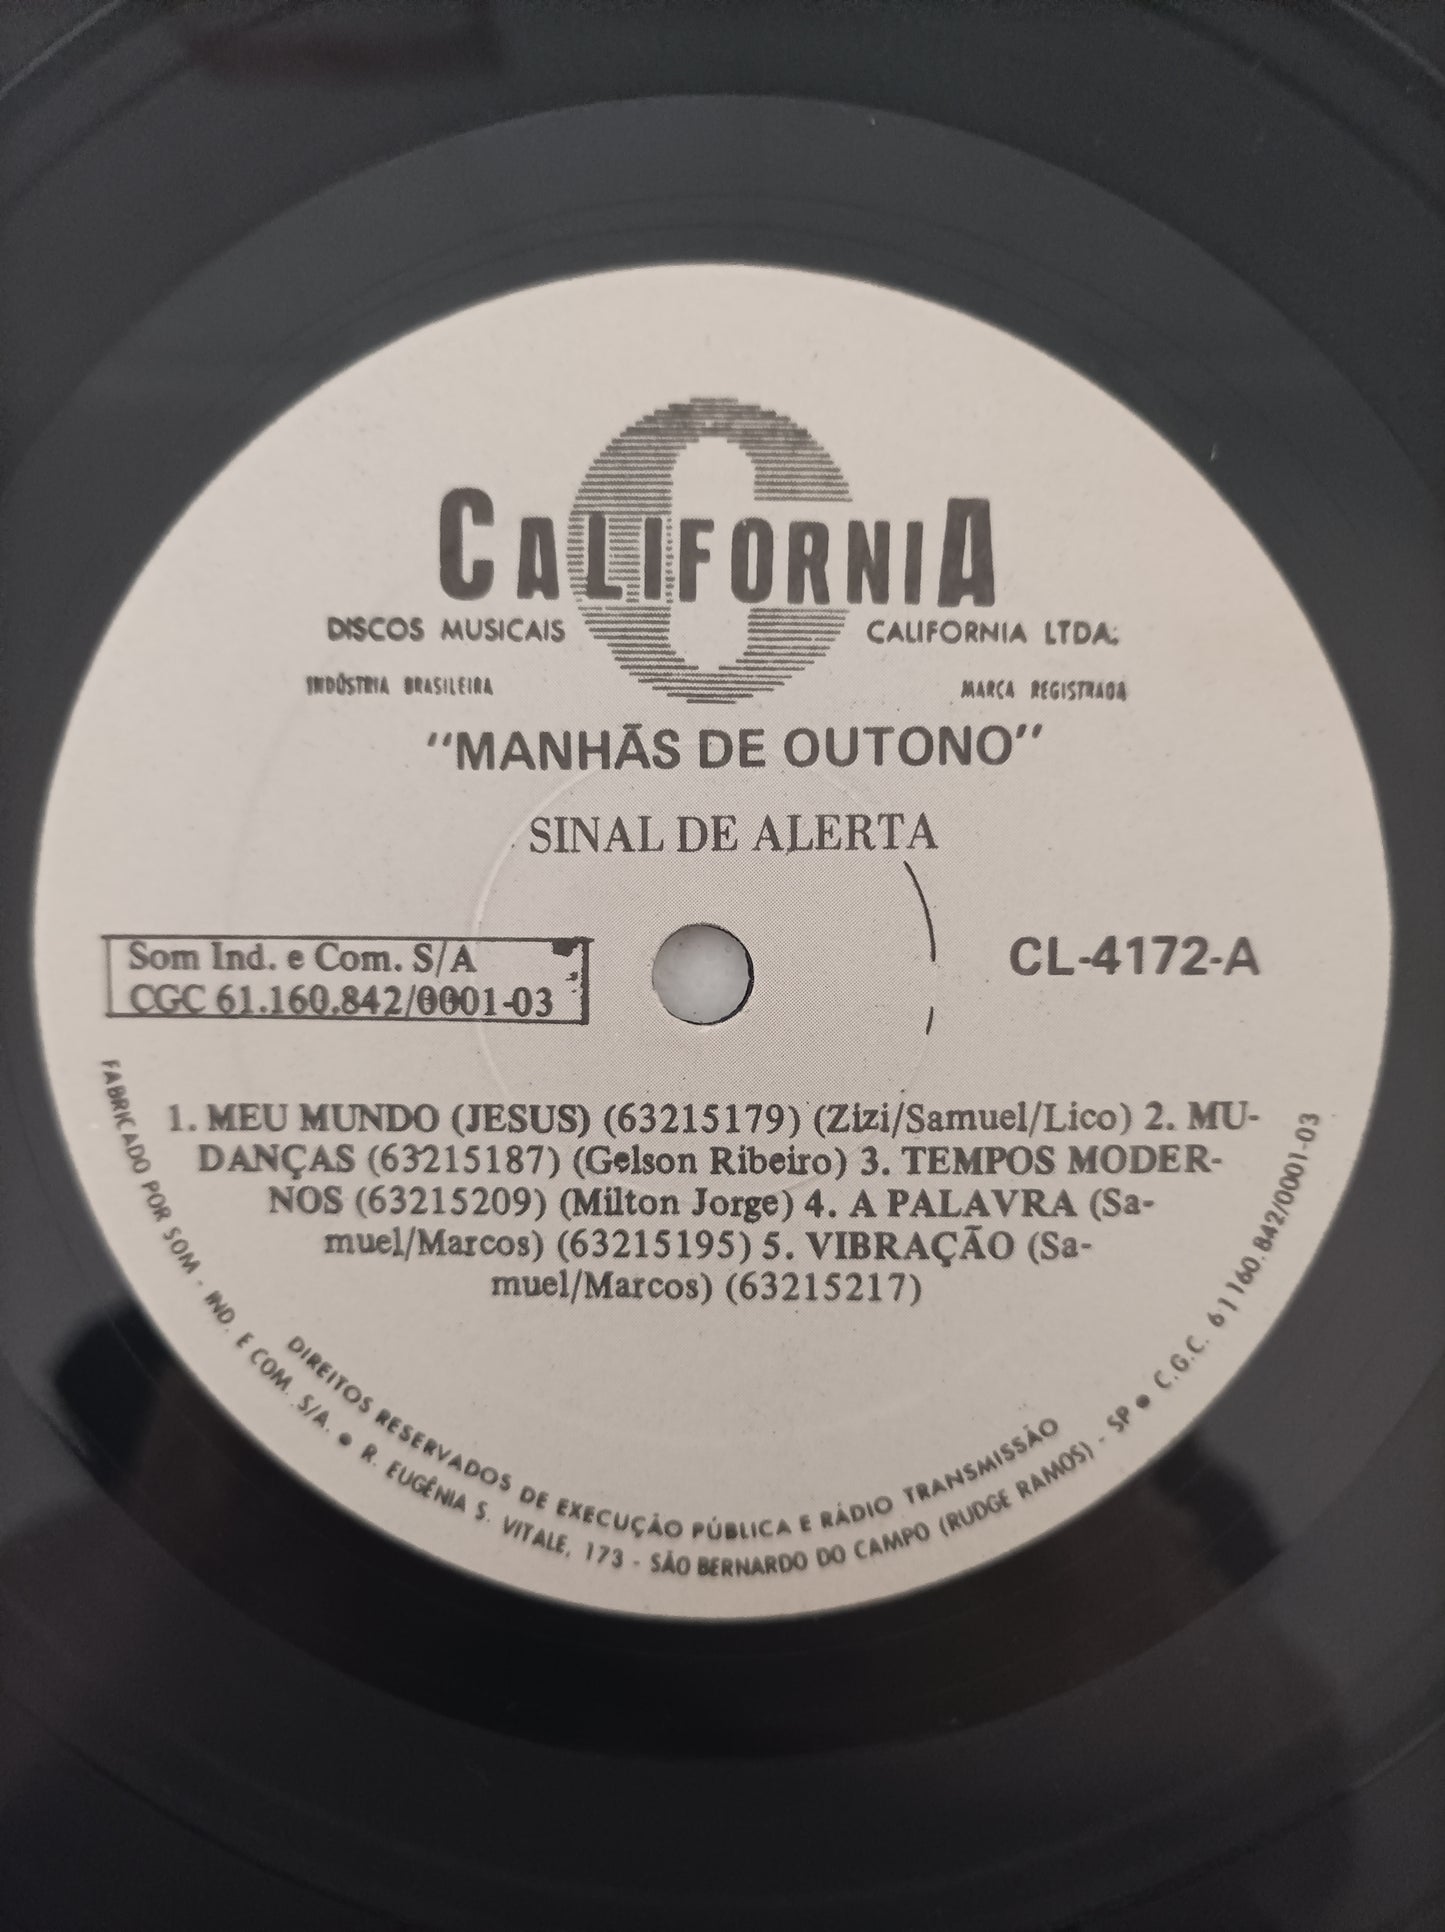 CALIFORNIA
DISCOS MUSICAIS CALIFORNIA LTDA.
INDÚSTRIA BRASILEIRA MARCA REGISTRADA
"MANHÃS DE OUTONO"
SINAL DE ALERTA
Som Ind. e Com. S/A
CGC 61.160.842/0001-03
CL-4172-A
1. MEU MUNDO (JESUS) (63215179) (Zizi/Samuel/Lico) 2. MU-
DANÇAS (63215187) (Gelson Ribeiro) 3. TEMPOS MODER-
NOS (63215209) (Milton Jorge) 4. A PALAVRA (Sa-
muel/Marcos) (63215195) 5. VIBRAÇÃO (Sa-
muel/Marcos) (63215217)
DIREITOS RESERVADOS DE EXECUÇÃO PÚBLICA E RÁDIO TRANSMISSÃO
FABRICADO POR SOM - IND. E COM. S/A. • R. EUGÊNIA S. VITALE, 173 - SÃO BERNARDO DO CAMPO (RUDGE RAMOS) - SP • C.G.C. 61160.842/0001-03